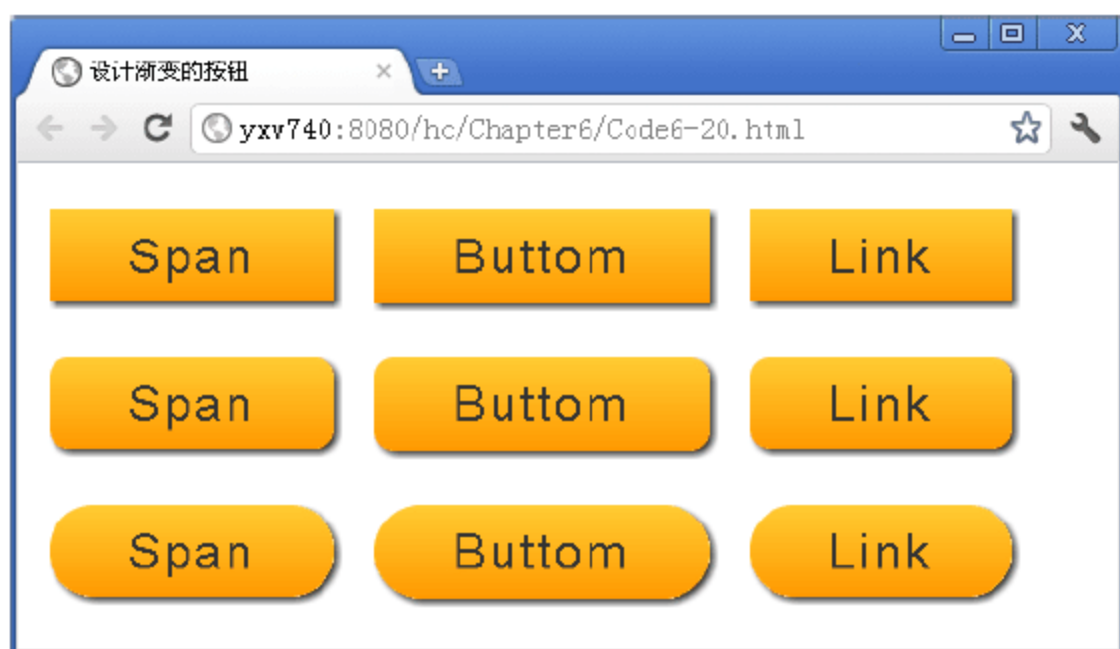 设计渐变的按钮
yxv740:8080/hc/Chapter6/Code6-20.html
Span Buttom Link
Span Buttom Link
Span Buttom Link